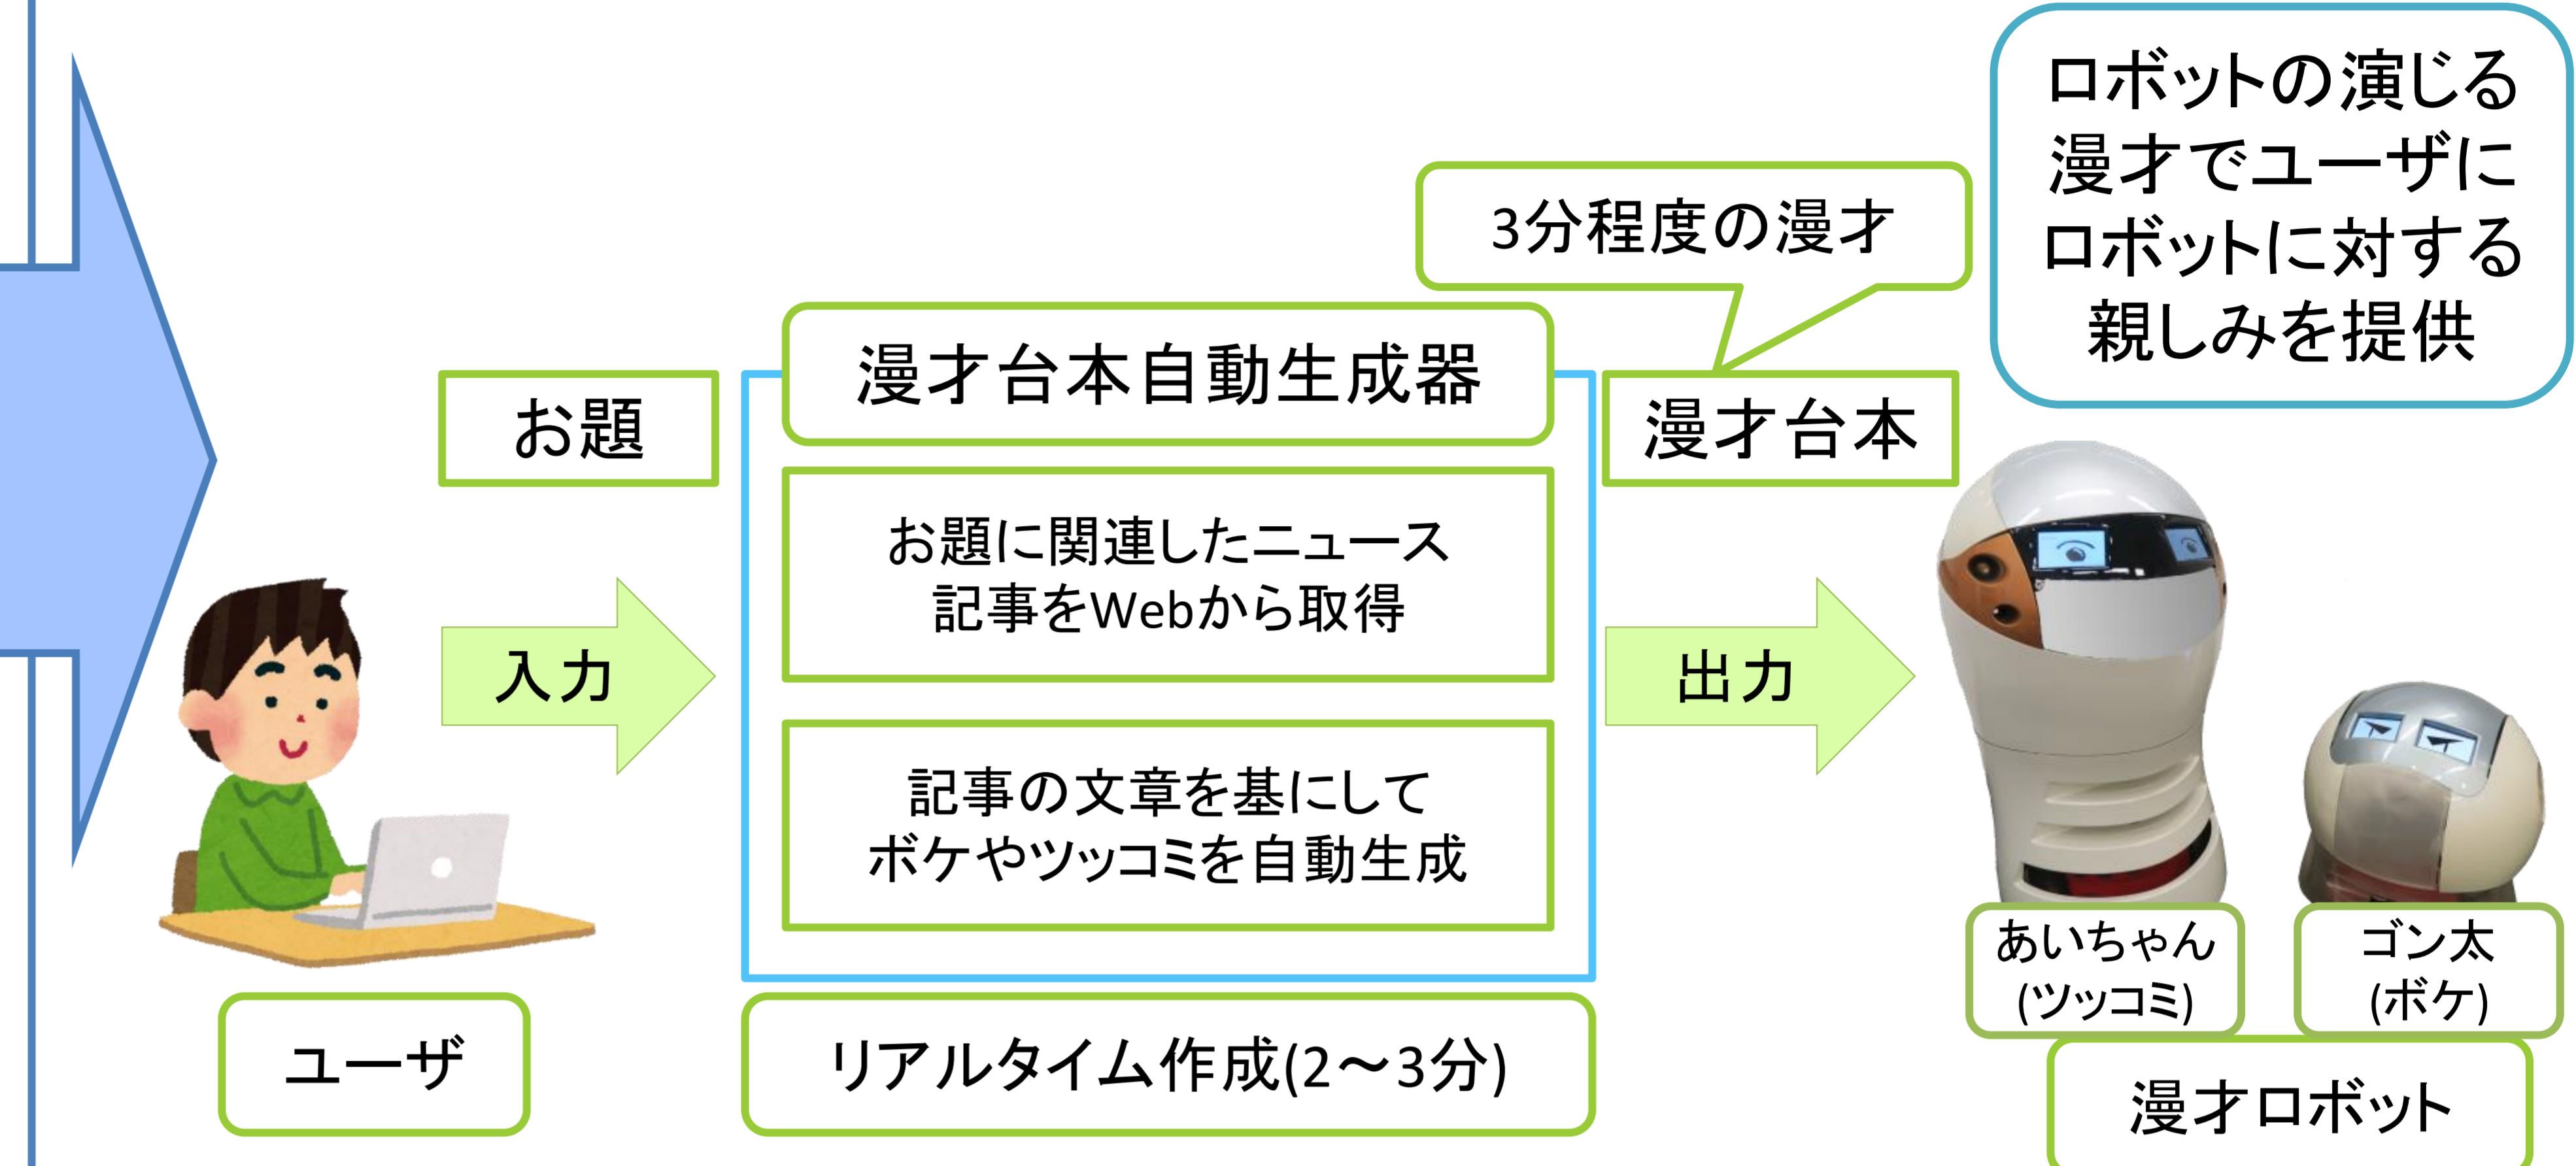 ロボットの演じる
漫才でユーザに
ロボットに対する
親しみを提供
3分程度の漫才
お題
漫才台本自動生成器
漫才台本
お題に関連したニュース
記事をWebから取得
入力
出力
記事の文章を基にして
ボケやツッコミを自動生成
あいちゃん
(ツッコミ)
ゴン太
(ボケ)
ユーザ
リアルタイム作成(2～3分)
漫才ロボット